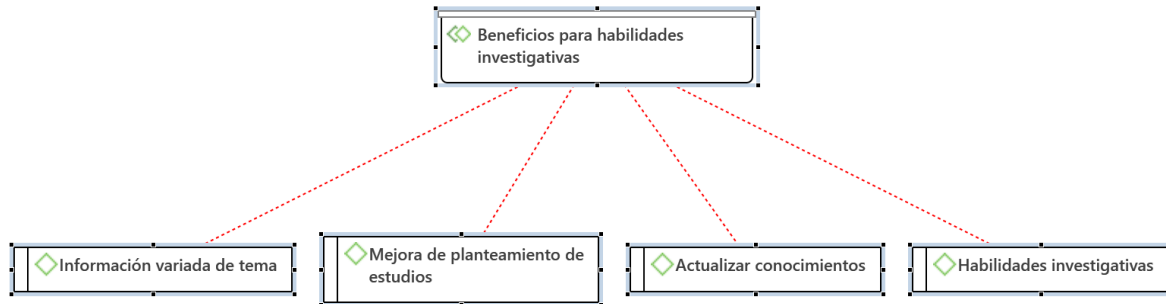 Beneficios para habilidades
investigativas
Información variada de tema
Mejora de planteamiento de
estudios
Actualizar conocimientos
Habilidades investigativas